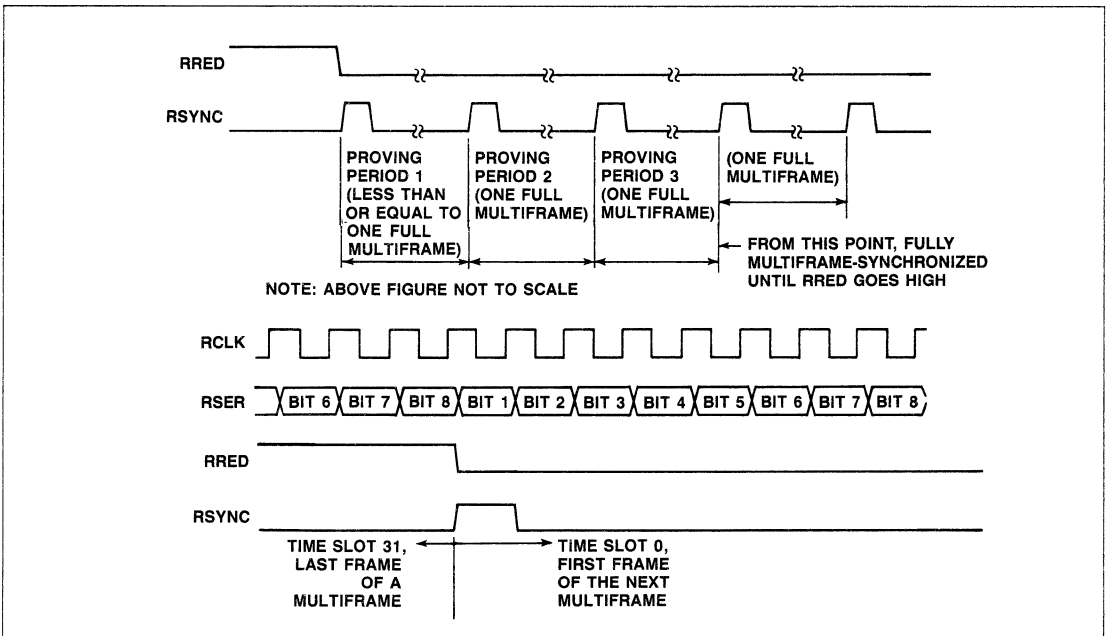 RRED
RSYNC
PROVING
PERIOD 1
(LESS THAN
OR EQUAL TO
ONE FULL
MULTIFRAME)
PROVING
PERIOD 2
(ONE FULL
MULTIFRAME)
PROVING
PERIOD 3
(ONE FULL
MULTIFRAME)
(ONE FULL
MULTIFRAME)
FROM THIS POINT, FULLY
MULTIFRAME-SYNCHRONIZED
UNTIL RRED GOES HIGH
NOTE: ABOVE FIGURE NOT TO SCALE
RCLK
RSER BIT 6 BIT 7 BIT 8 BIT 1 BIT 2 BIT 3 BIT 4 BIT 5 BIT 6 BIT 7 BIT 8
RRED
RSYNC
TIME SLOT 31,
LAST FRAME
OF A
MULTIFRAME
TIME SLOT 0,
FIRST FRAME
OF THE NEXT
MULTIFRAME